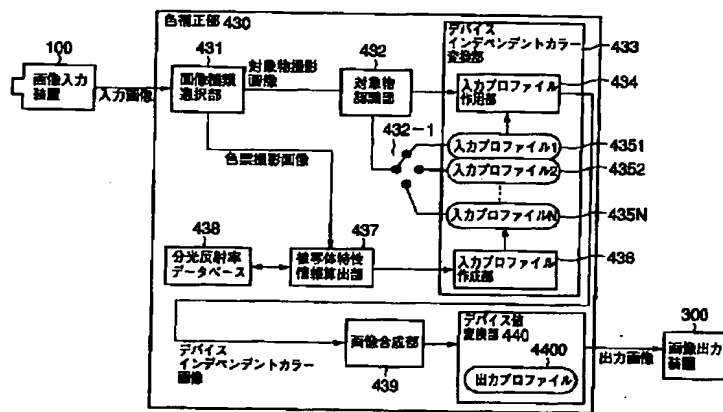 色補正部 430
100
画像入力
装置
入力画像
431
画像種類
選択部
対象物撮影
画像
432
対象物
認識部
432-1
デバイス
インデペンデントカラー
変換部
433
入力プロファイル
作用部
434
入力プロファイル1
4351
入力プロファイル2
4352
入力プロファイルN
435N
色票撮影画像
438
分光反射率
データベース
437
被写体特性
情報算出部
入力プロファイル
作成部
436
デバイス
インデペンデントカラー
画像
画像合成部
439
デバイス値
変換部 440
4400
出力プロファイル
出力画像
300
画像出力
装置